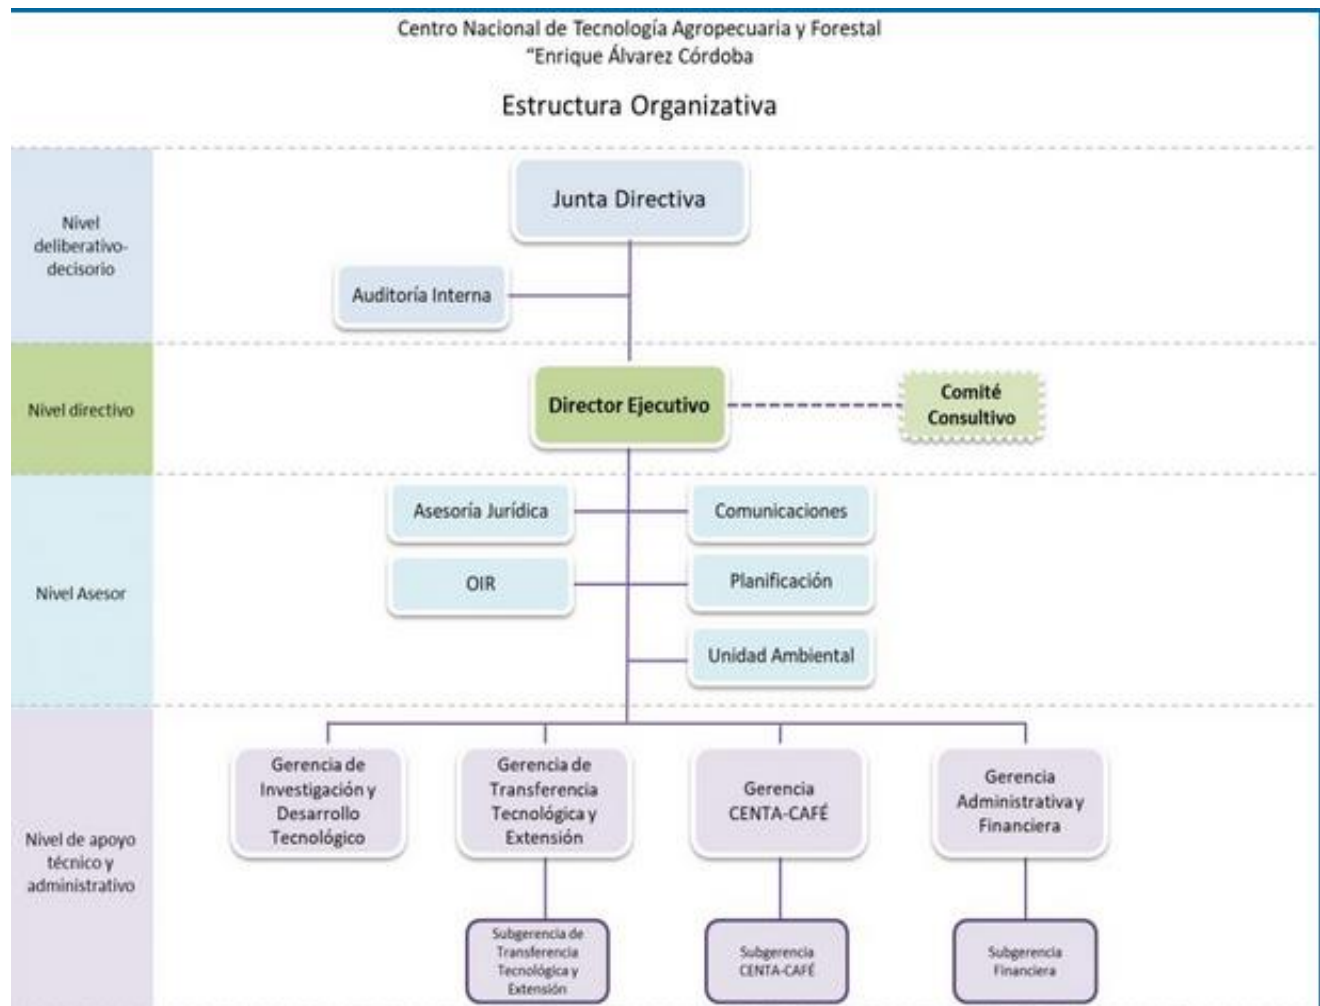 Centro Nacional de Tecnología Agropecuaria y Forestal
“Enrique Álvarez Córdoba
Estructura Organizativa
Nivel
deliberativo-
decisorio
Junta Directiva
Auditoría Interna
Nivel directivo
Director Ejecutivo
Comité
Consultivo
Nivel Asesor
Asesoría Jurídica
Comunicaciones
OIR
Planificación
Unidad Ambiental
Nivel de apoyo
técnico y
administrativo
Gerencia de
Investigación y
Desarrollo
Tecnológico
Gerencia de
Transferencia
Tecnológica y
Extensión
Gerencia
CENTA-CAFÉ
Gerencia
Administrativa y
Financiera
Subgerencia de
Transferencia
Tecnológica y
Extensión
Subgerencia
CENTA-CAFÉ
Subgerencia
Financiera